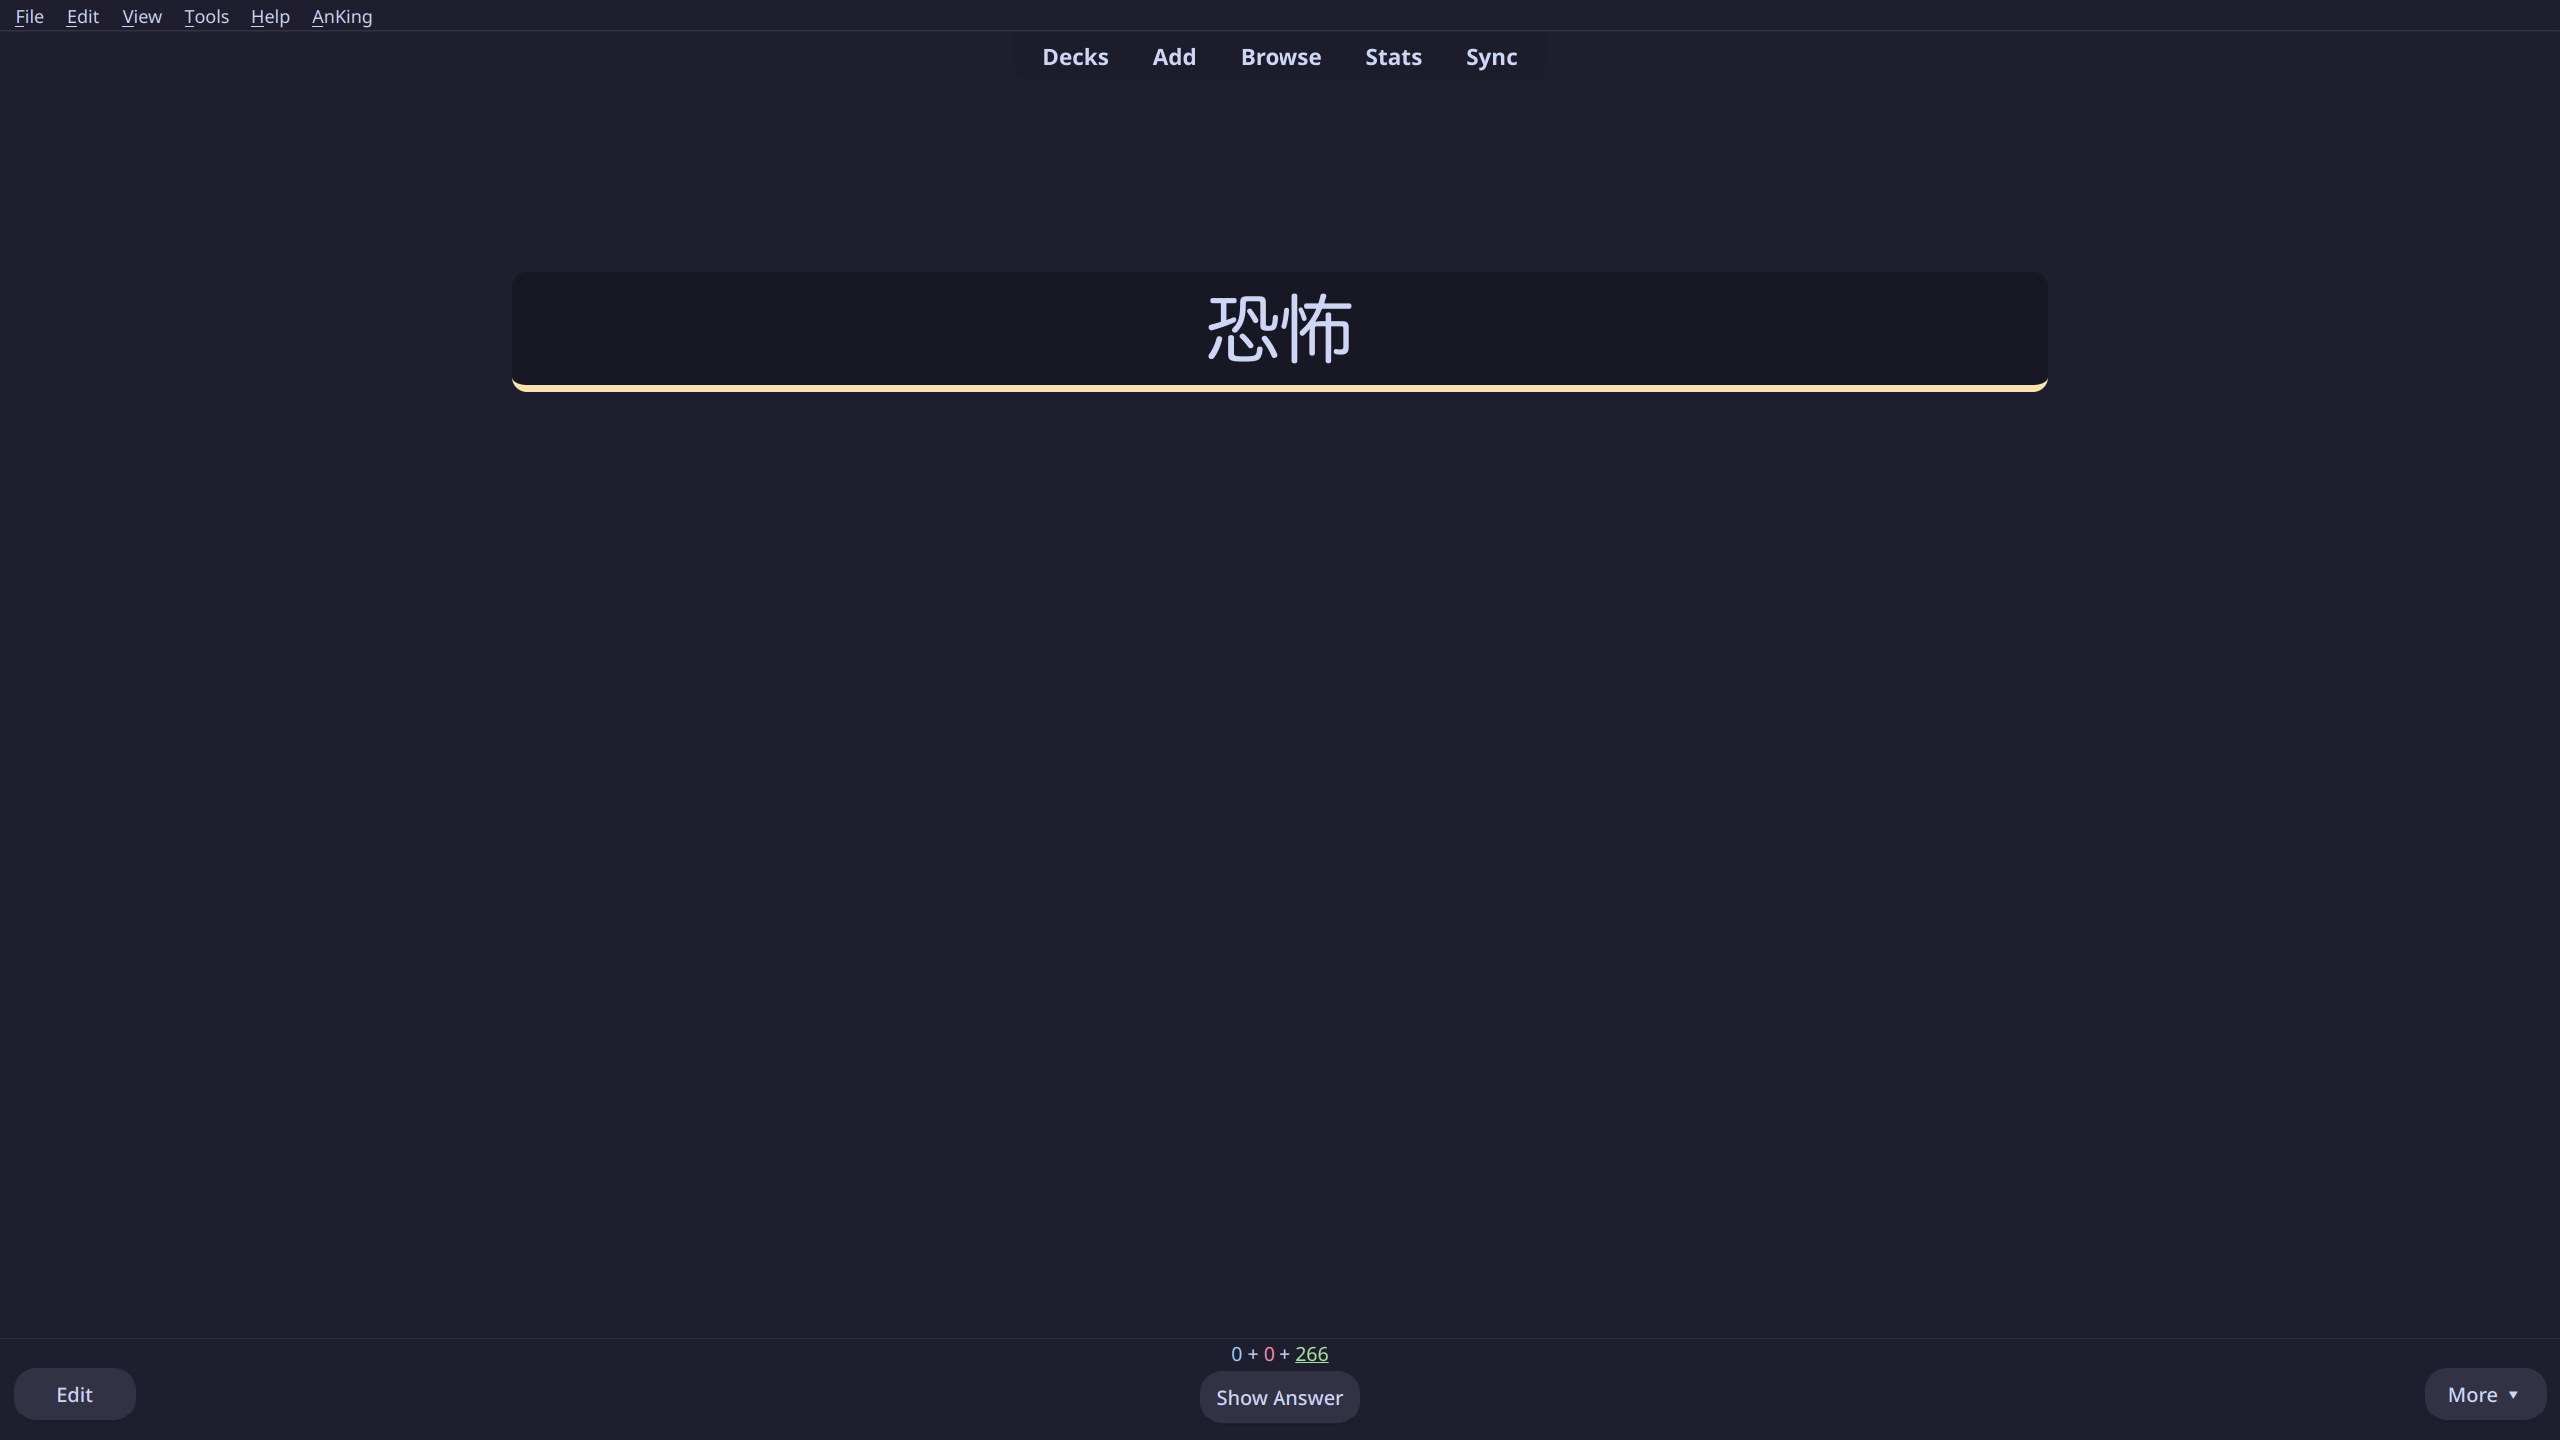 File Edit View Tools Help AnKing
Decks Add Browse Stats Sync
恐怖
0 + 0 + 266
Edit Show Answer More ▼